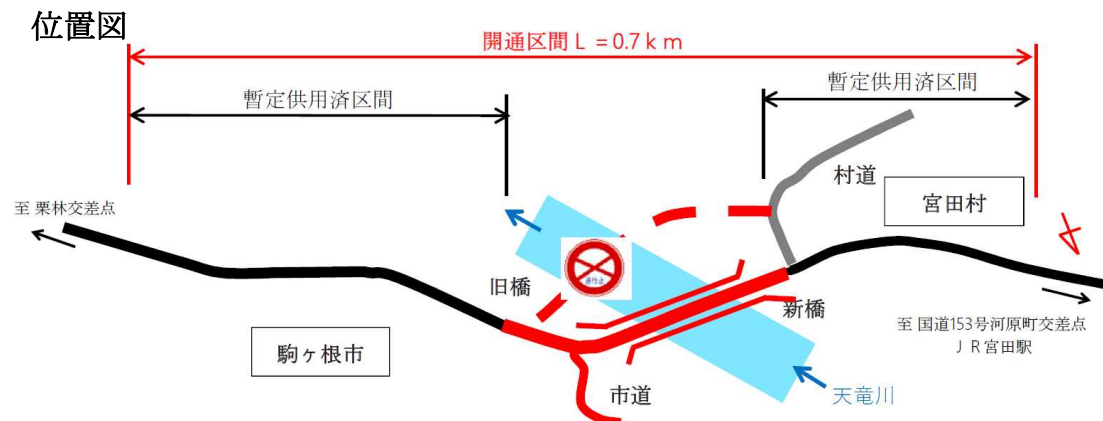 位置図
開通区間L=0.7km
暫定供用済区間
暫定供用済区間
村道
宮田村
至 栗林交差点
旧橋
通行止
新橋
至 国道153号河原町交差点
JR宮田駅
駒ヶ根市
市道
天竜川